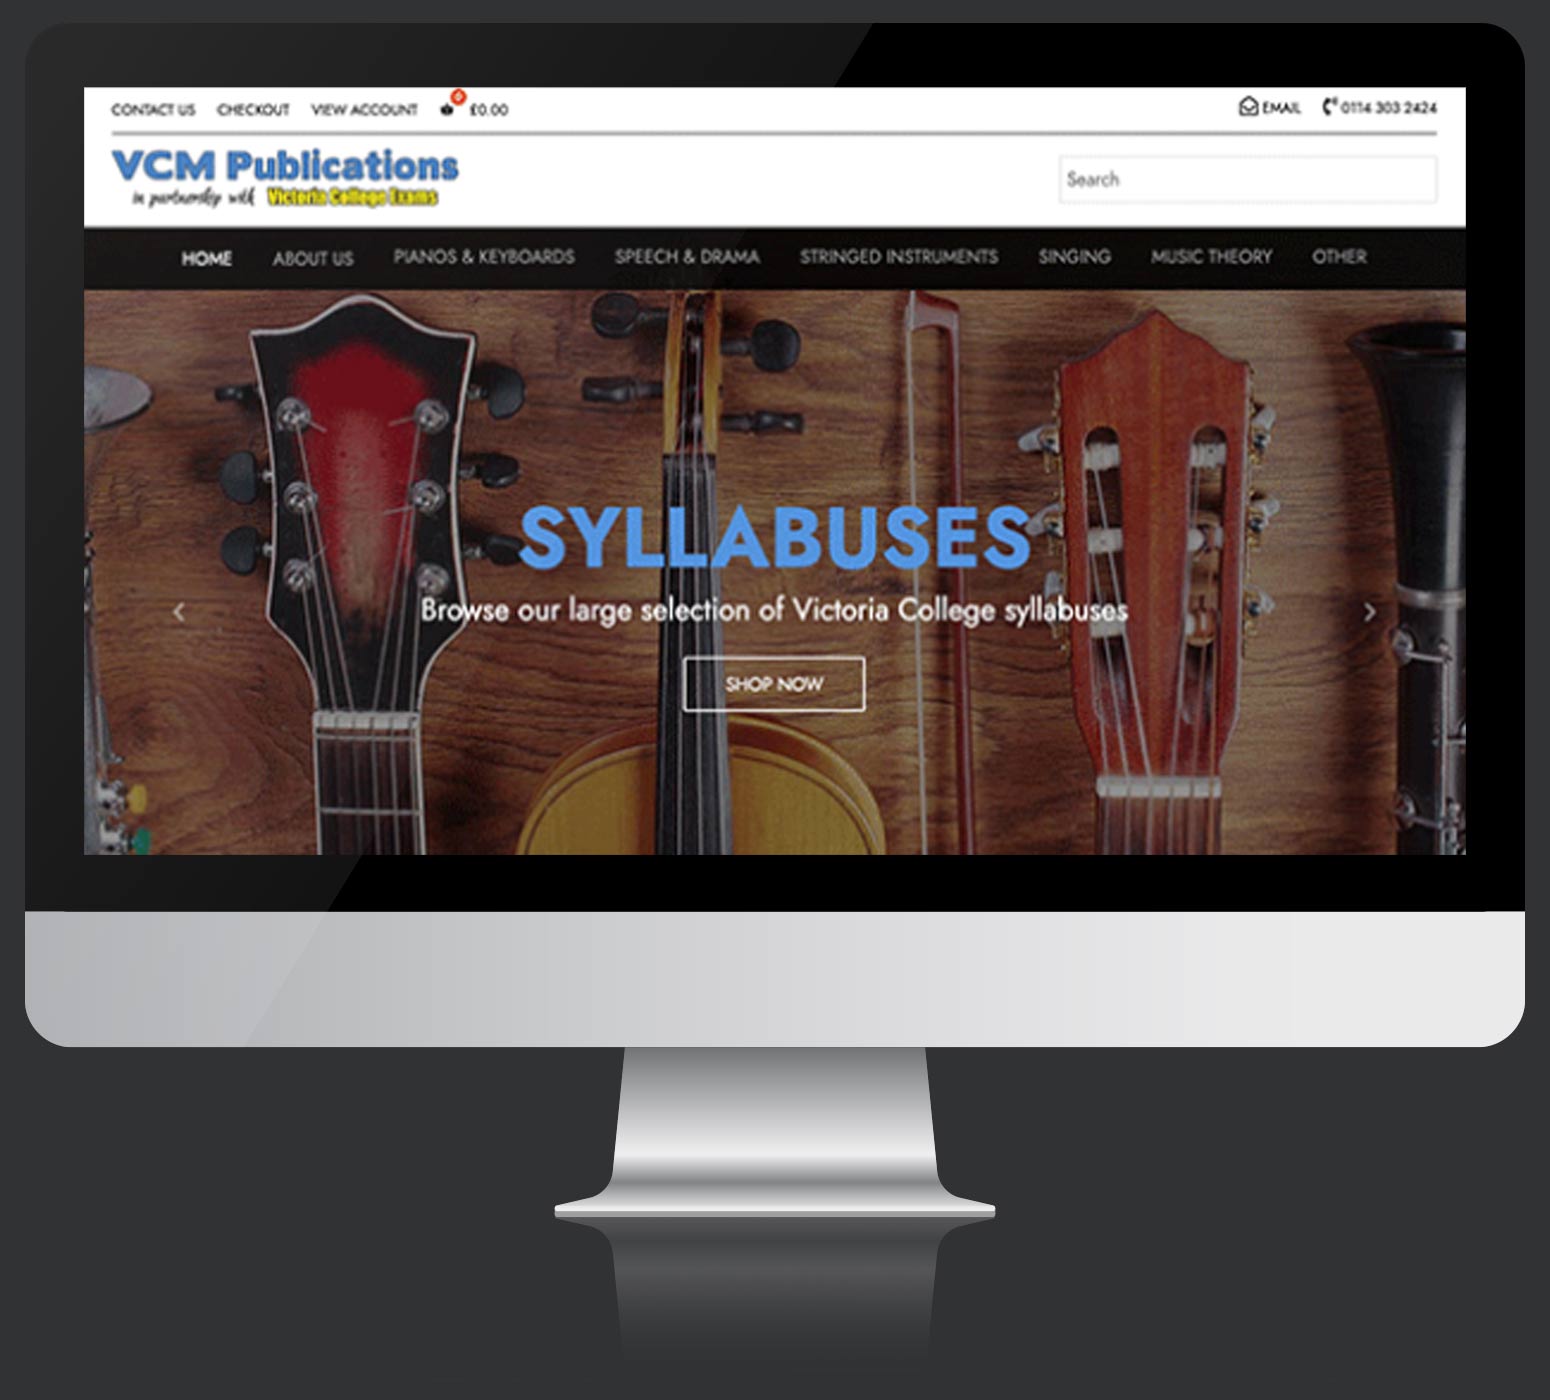 CONTACT US CHECKOUT VIEW ACCOUNT 0 £0.00 EMAIL 0114 303 2424
VCM Publications
in partnership with Victoria College Exams
Search
HOME ABOUT US PIANOS & KEYBOARDS SPEECH & DRAMA STRINGED INSTRUMENTS SINGING MUSIC THEORY OTHER
SYLLABUSES
Browse our large selection of Victoria College syllabuses
SHOP NOW